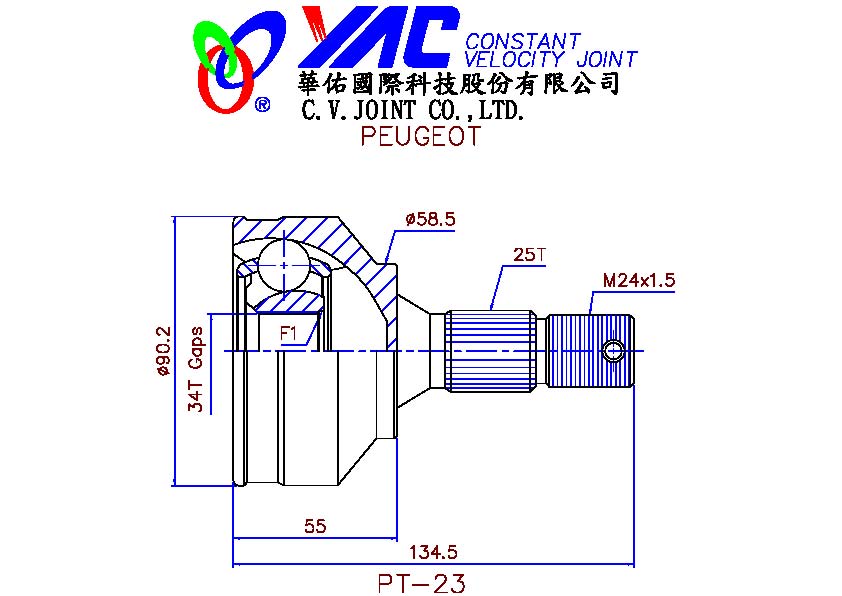 YAC CONSTANT
VELOCITY JOINT
®
華佑國際科技股份有限公司
C.V.JOINT CO.,LTD.
PEUGEOT
ø58.5
25T
M24x1.5
F1
ø90.2
34T Gaps
55
134.5
PT-23